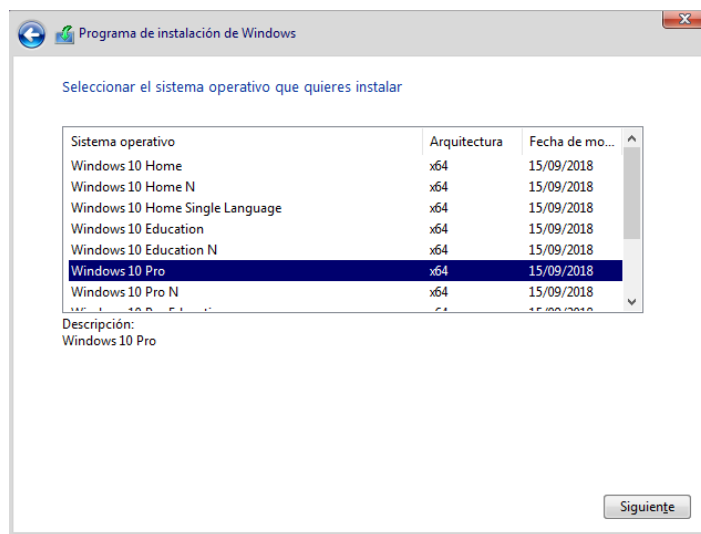 Programa de instalación de Windows
Seleccionar el sistema operativo que quieres instalar
Sistema operativo Arquitectura Fecha de mo...
Windows 10 Home x64 15/09/2018
Windows 10 Home N x64 15/09/2018
Windows 10 Home Single Language x64 15/09/2018
Windows 10 Education x64 15/09/2018
Windows 10 Education N x64 15/09/2018
Windows 10 Pro x64 15/09/2018
Windows 10 Pro N x64 15/09/2018
Descripción:
Windows 10 Pro
Siguiente